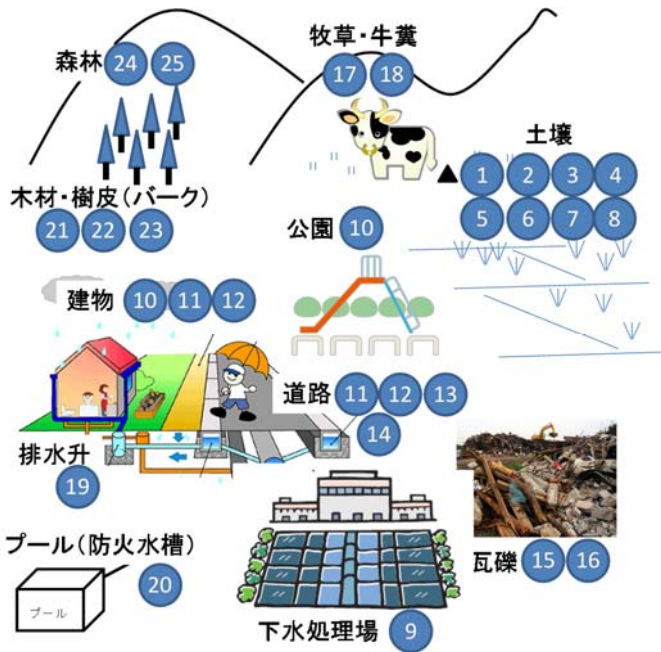 森林 24 25
牧草・牛糞
17 18
土壌
▲ 1 2 3 4
5 6 7 8
木材・樹皮(バーク)
21 22 23
公園 10
建物 10 11 12
道路 11 12 13
14
排水升
19
瓦礫 15 16
プール(防火水槽)
20
プール
下水処理場 9